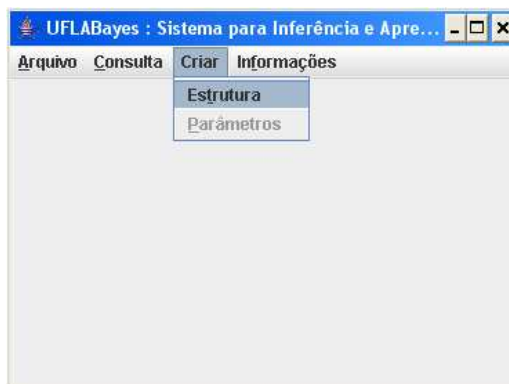 UFLABayes : Sistema para Inferência e Apre...
Arquivo Consulta Criar Informações
Estrutura
Parâmetros